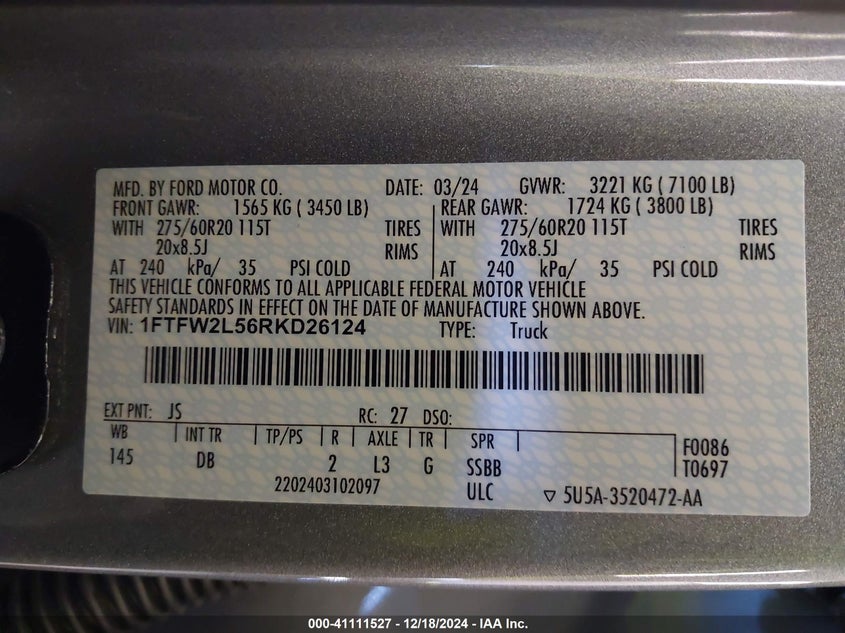 MFD. BY FORD MOTOR CO. DATE: 03/24 GVWR: 3221 KG ( 7100 LB)
FRONT GAWR: 1565 KG ( 3450 LB) REAR GAWR: 1724 KG ( 3800 LB)
WITH 275/60R20 115T TIRES WITH 275/60R20 115T TIRES
20x8.5J RIMS 20x8.5J RIMS
AT 240 kPa/ 35 PSI COLD AT 240 kPa/ 35 PSI COLD
THIS VEHICLE CONFORMS TO ALL APPLICABLE FEDERAL MOTOR VEHICLE
SAFETY STANDARDS IN EFFECT ON THE DATE OF MANUFACTURE SHOWN ABOVE.
VIN: 1FTFW2L56RKD26124 TYPE: Truck
EXT PNT: JS RC: 27 DSO:
WB INT TR TP/PS R AXLE TR SPR F0086
145 DB 2 L3 G SSBB T0697
2202403102097 ULC ▽ 5U5A-3520472-AA
000-41111527 - 12/18/2024 - IAA Inc.